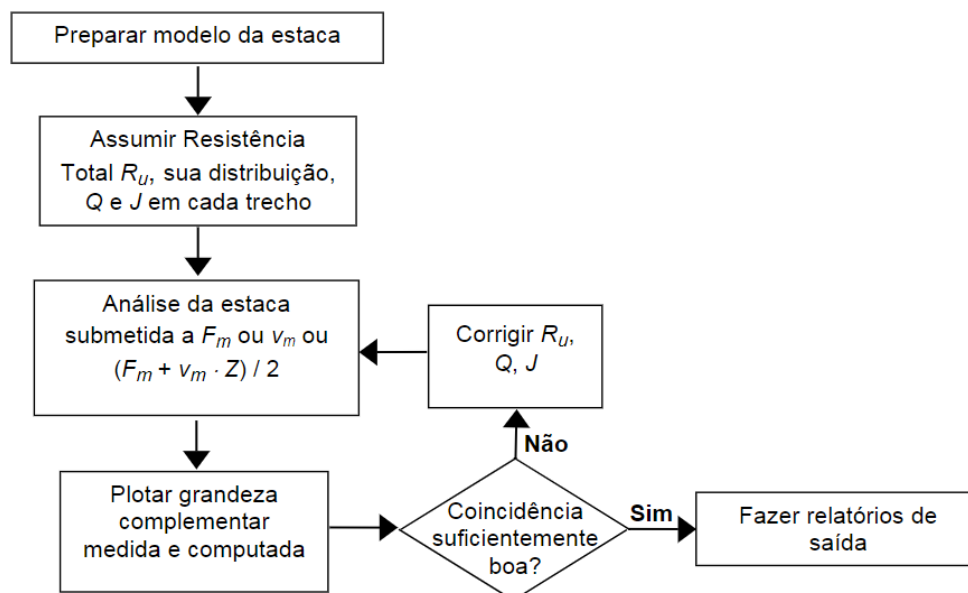 Preparar modelo da estaca
Assumir Resistência
Total Ru, sua distribuição,
Q e J em cada trecho
Análise da estaca
submetida a Fm ou vm ou
(Fm + vm · Z) / 2
Corrigir Ru,
Q, J
Não
Plotar grandeza
complementar
medida e computada
Coincidência
suficientemente
boa?
Sim
Fazer relatórios de
saída